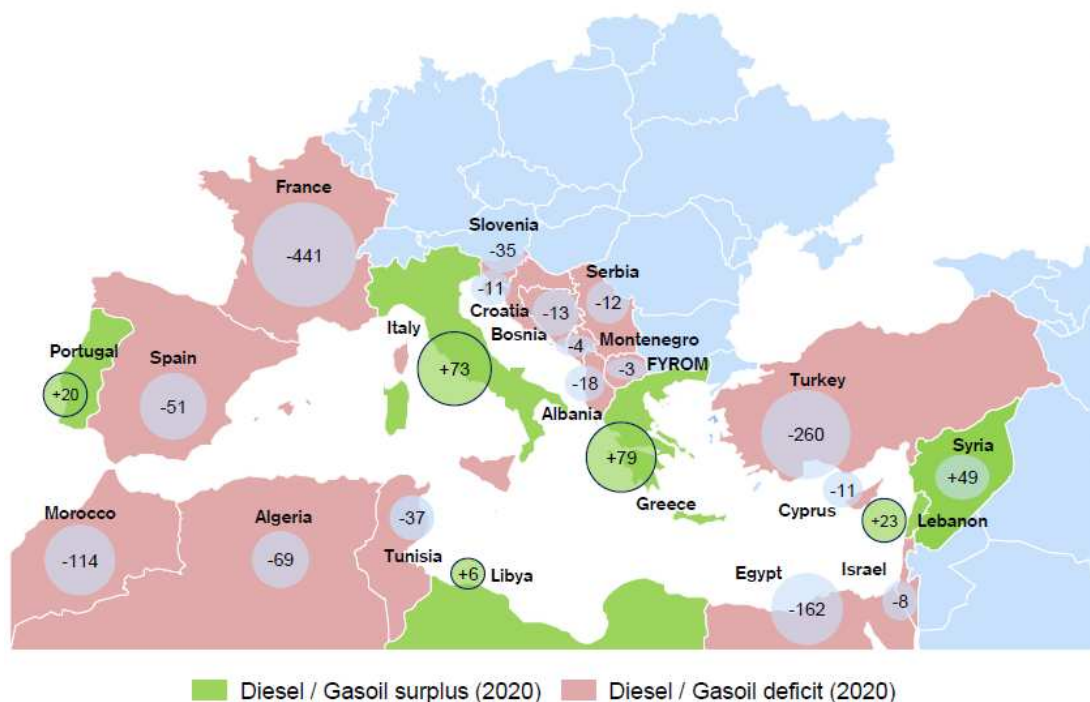 France
-441
Slovenia
-35
Serbia
-11
-12
Croatia
-13
Italy
Bosnia
-4
Montenegro
Portugal
Spain
+73
-3
FYROM
+20
-51
-18
Turkey
Albania
-260
Syria
+79
+49
Greece
-11
Cyprus
+23
Lebanon
Morocco
Algeria
-37
-114
-69
Tunisia
+6
Libya
Egypt
Israel
-162
-8
Diesel / Gasoil surplus (2020)
Diesel / Gasoil deficit (2020)